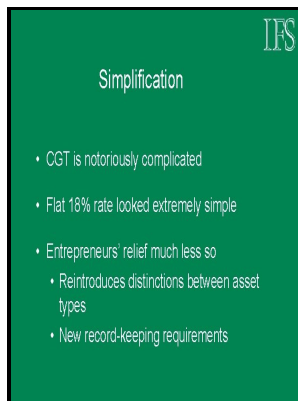 IFS
Simplification
• CGT is notoriously complicated
• Flat 18% rate looked extremely simple
• Entrepreneurs' relief much less so
• Reintroduces distinctions between asset
types
• New record-keeping requirements